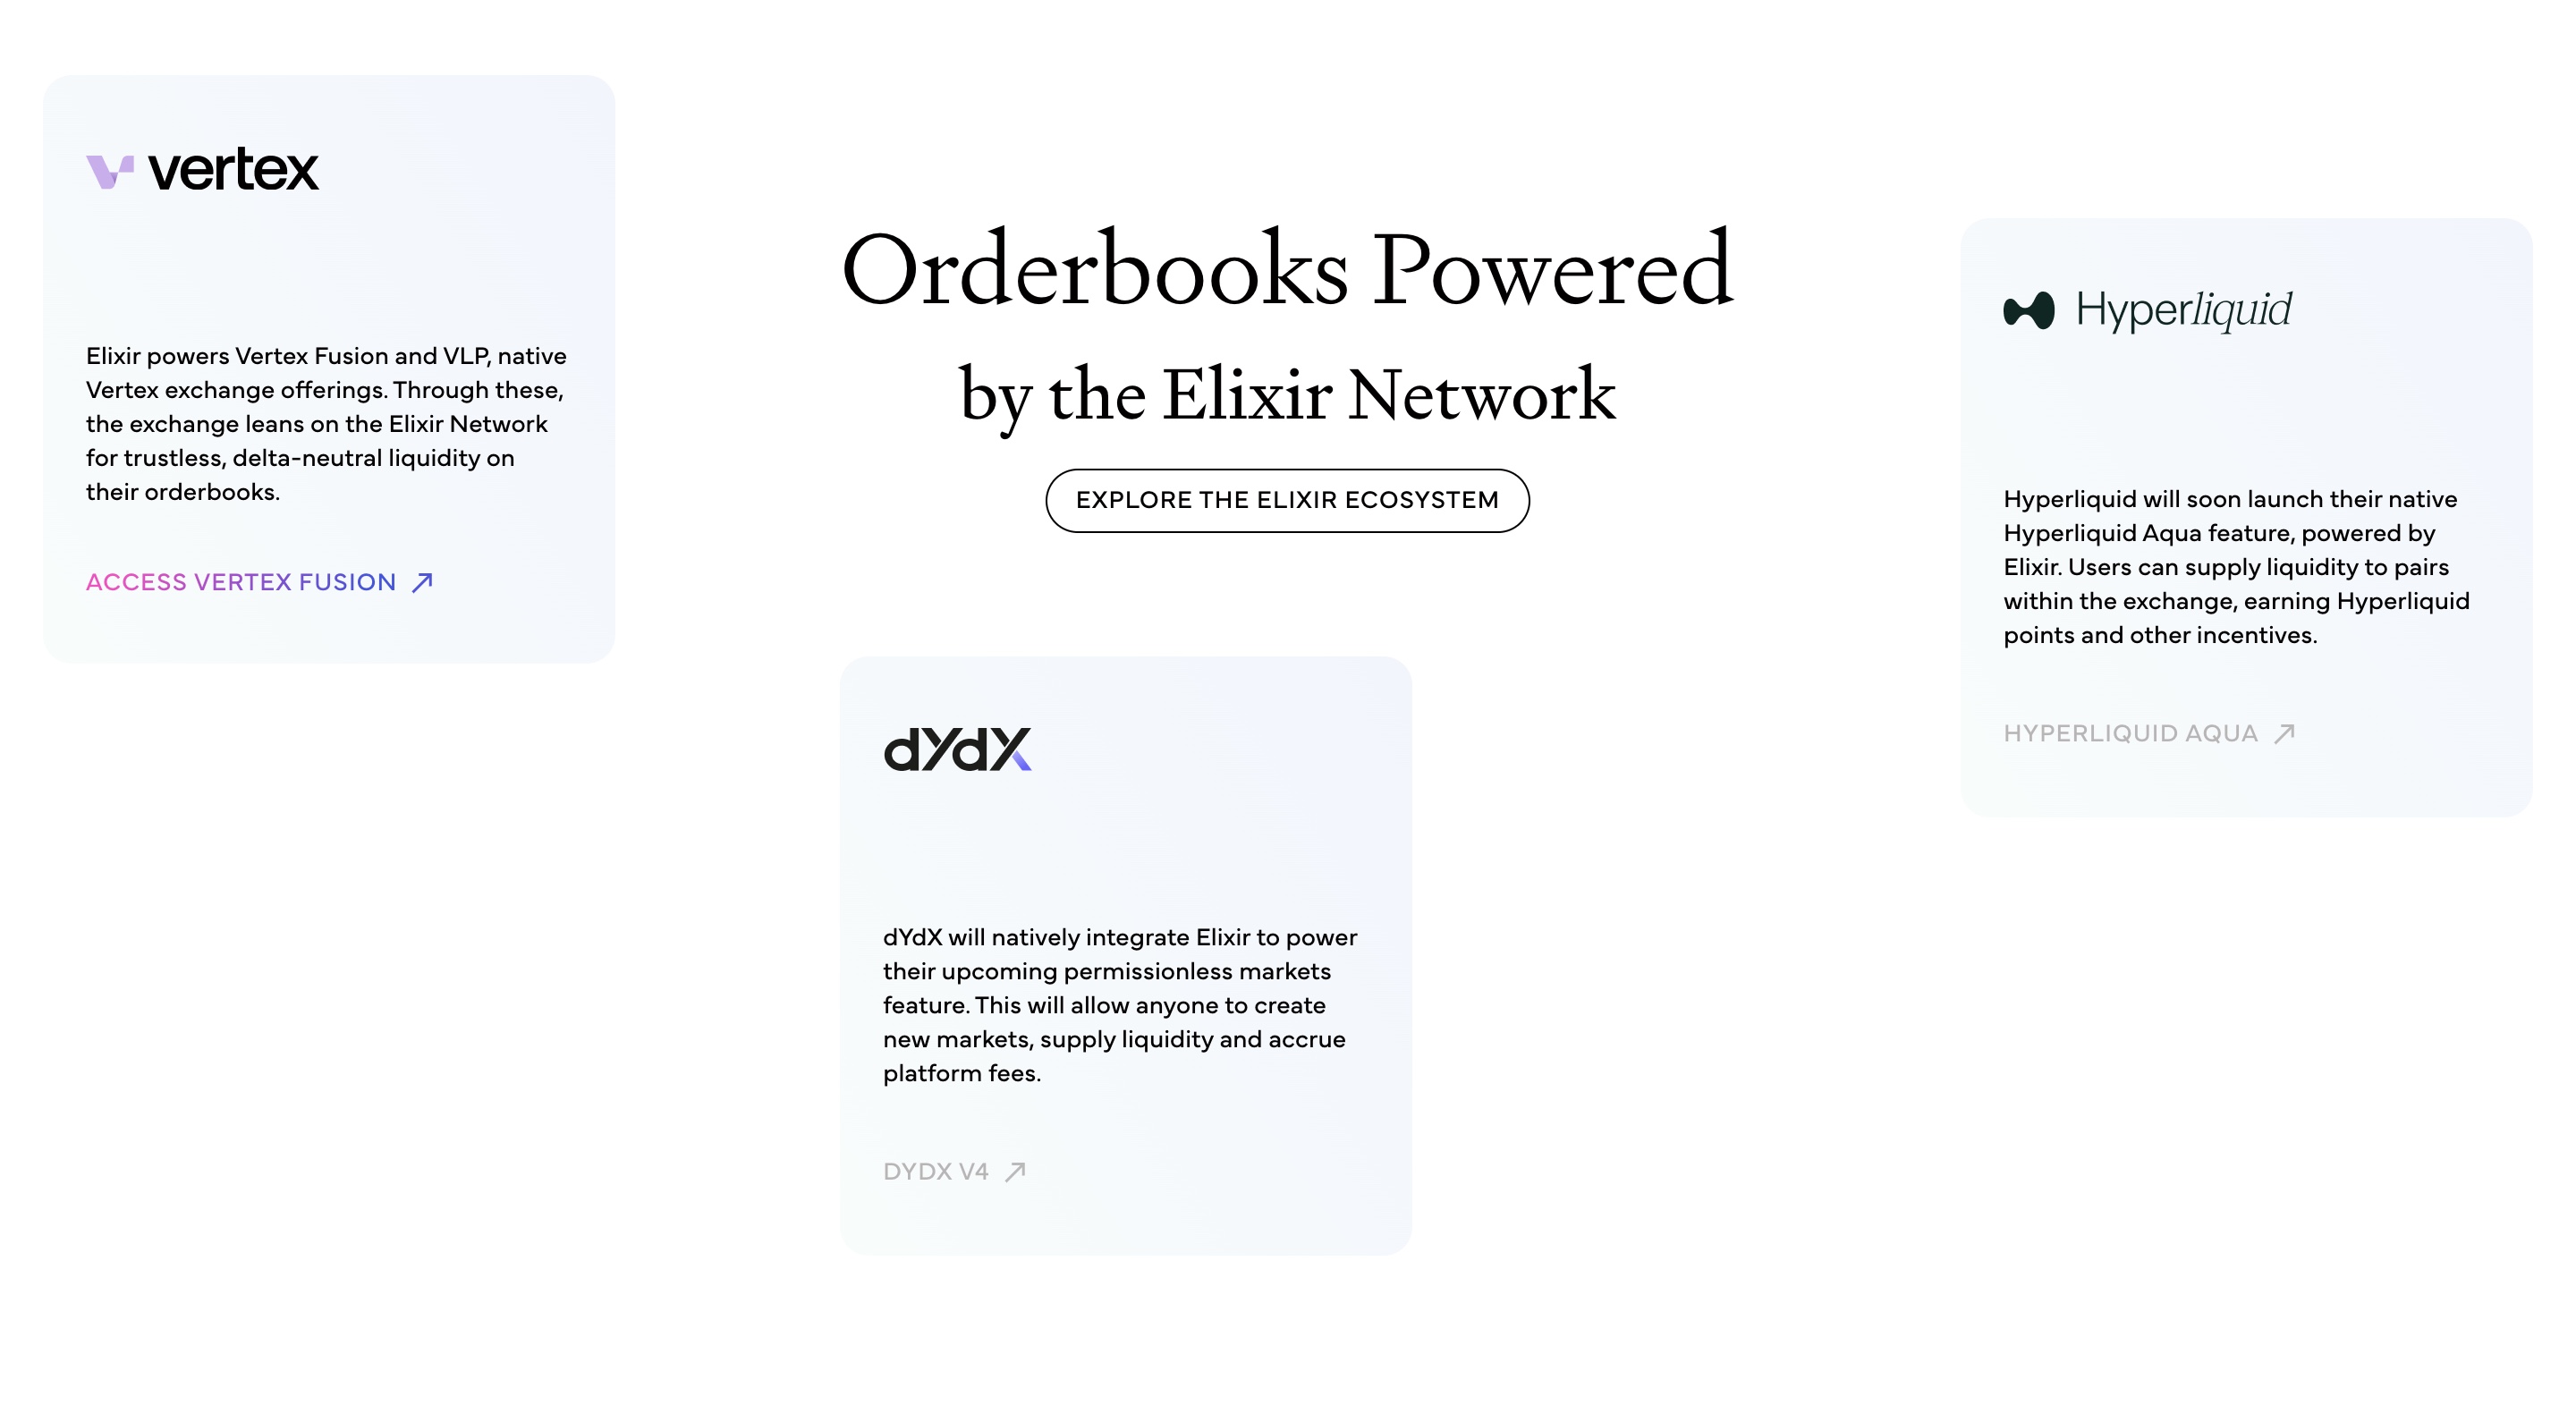 vertex
Elixir powers Vertex Fusion and VLP, native
Vertex exchange offerings. Through these,
the exchange leans on the Elixir Network
for trustless, delta-neutral liquidity on
their orderbooks.
ACCESS VERTEX FUSION
Orderbooks Powered
by the Elixir Network
EXPLORE THE ELIXIR ECOSYSTEM
dYdX
dYdX will natively integrate Elixir to power
their upcoming permissionless markets
feature. This will allow anyone to create
new markets, supply liquidity and accrue
platform fees.
DYDX V4
Hyperliquid
Hyperliquid will soon launch their native
Hyperliquid Aqua feature, powered by
Elixir. Users can supply liquidity to pairs
within the exchange, earning Hyperliquid
points and other incentives.
HYPERLIQUID AQUA